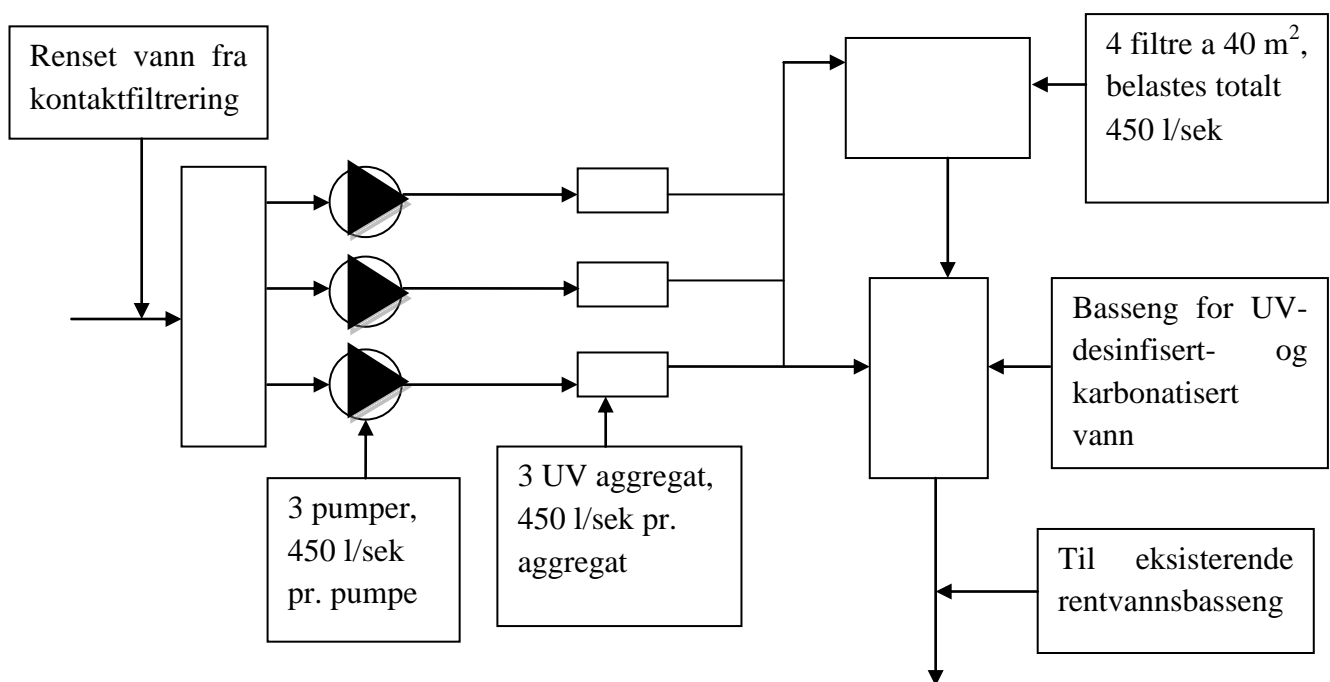 Renset vann fra
kontaktfiltrering
4 filtre a 40 m²,
belastes totalt
450 l/sek
3 pumper,
450 l/sek
pr. pumpe
3 UV aggregat,
450 l/sek pr.
aggregat
Basseng for UV-
desinfisert- og
karbonatisert
vann
Til eksisterende
rentvannsbasseng